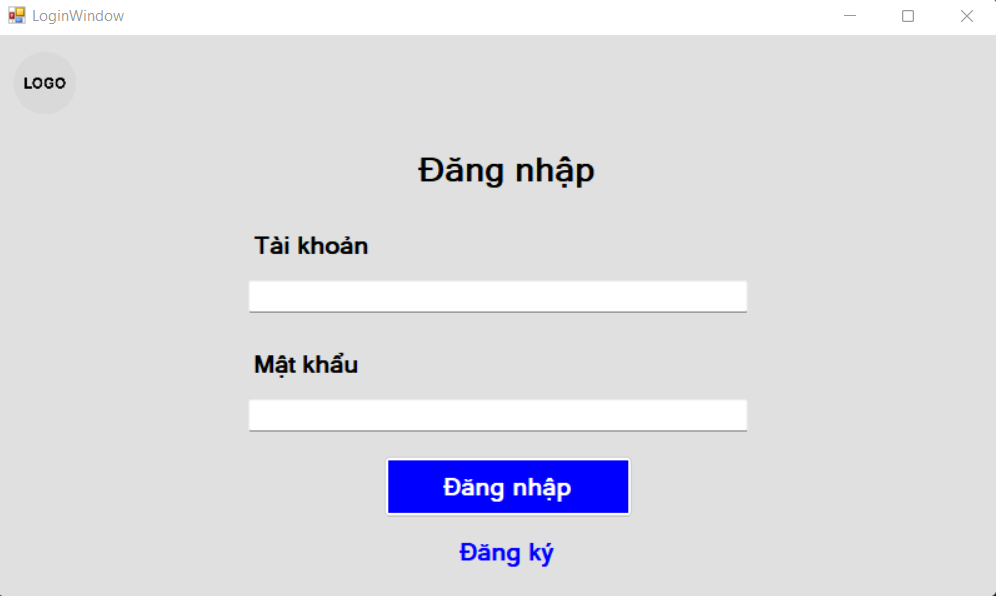 LoginWindow
LOGO
Đăng nhập
Tài khoản
Mật khẩu
Đăng nhập
Đăng ký